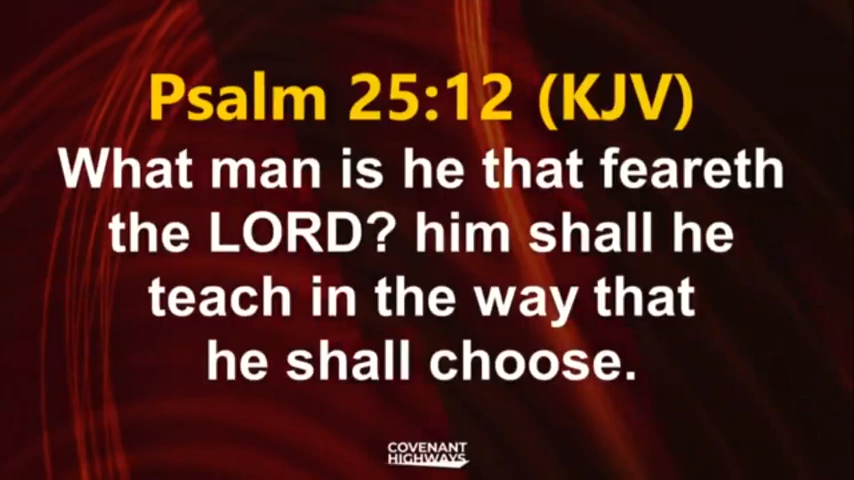 Psalm 25:12 (KJV)
What man is he that feareth
the LORD? him shall he
teach in the way that
he shall choose.
COVENANT
HIGHWAYS